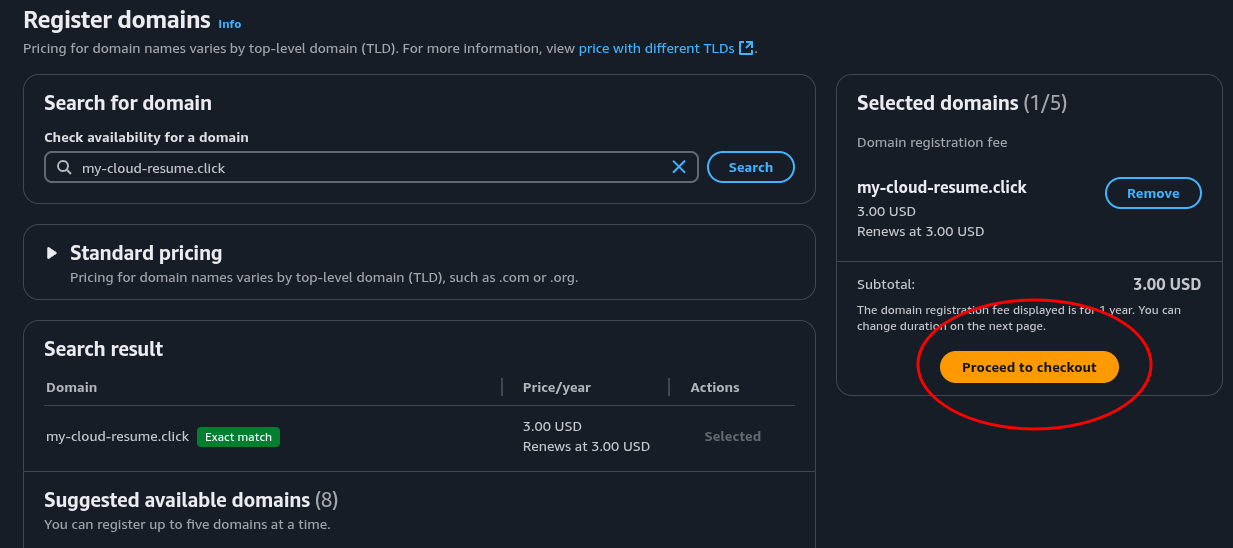 Register domains Info
Pricing for domain names varies by top-level domain (TLD). For more information, view price with different TLDs.
Search for domain
Check availability for a domain
my-cloud-resume.click
Search
Standard pricing
Pricing for domain names varies by top-level domain (TLD), such as .com or .org.
Search result
Domain Price/year Actions
my-cloud-resume.click Exact match 3.00 USD Selected
Renews at 3.00 USD
Suggested available domains (8)
You can register up to five domains at a time.
Selected domains (1/5)
Domain registration fee
my-cloud-resume.click
Remove
3.00 USD
Renews at 3.00 USD
Subtotal: 3.00 USD
The domain registration fee displayed is for 1 year. You can
change duration on the next page.
Proceed to checkout